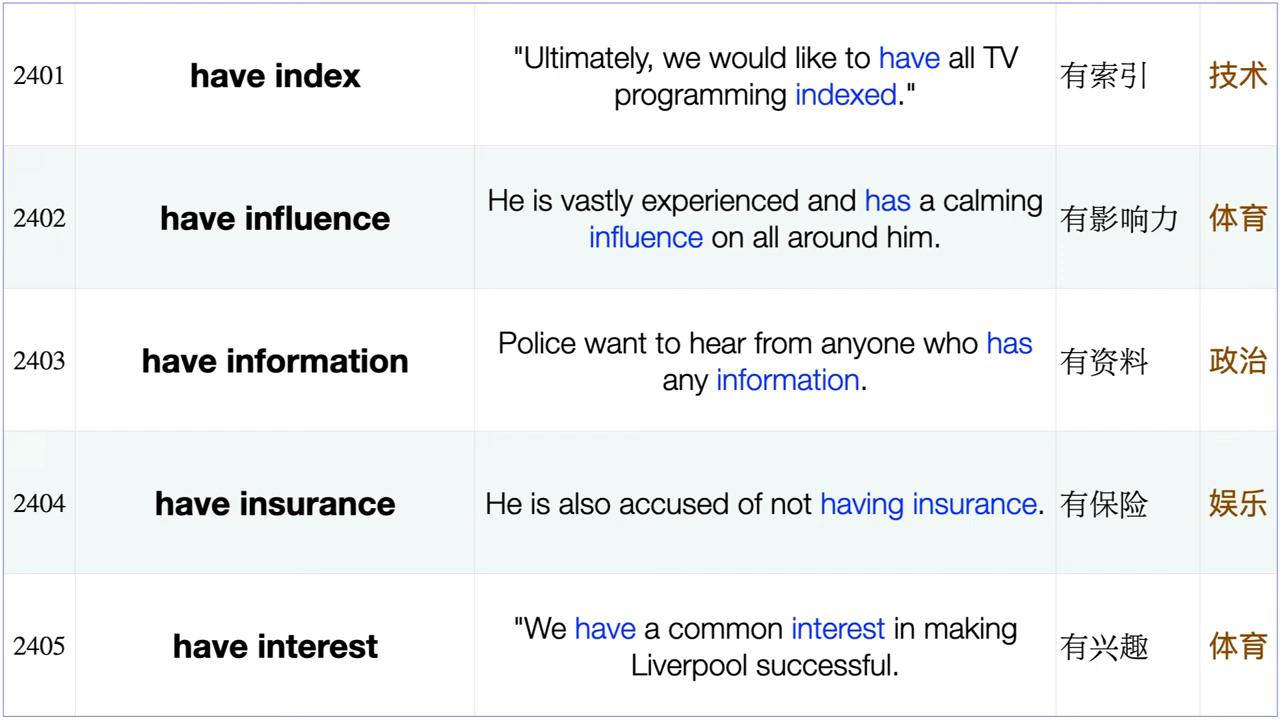 2401 have index "Ultimately, we would like to have all TV programming indexed." 有索引 技术
2402 have influence He is vastly experienced and has a calming influence on all around him. 有影响力 体育
2403 have information Police want to hear from anyone who has any information. 有资料 政治
2404 have insurance He is also accused of not having insurance. 有保险 娱乐
2405 have interest "We have a common interest in making Liverpool successful. 有兴趣 体育